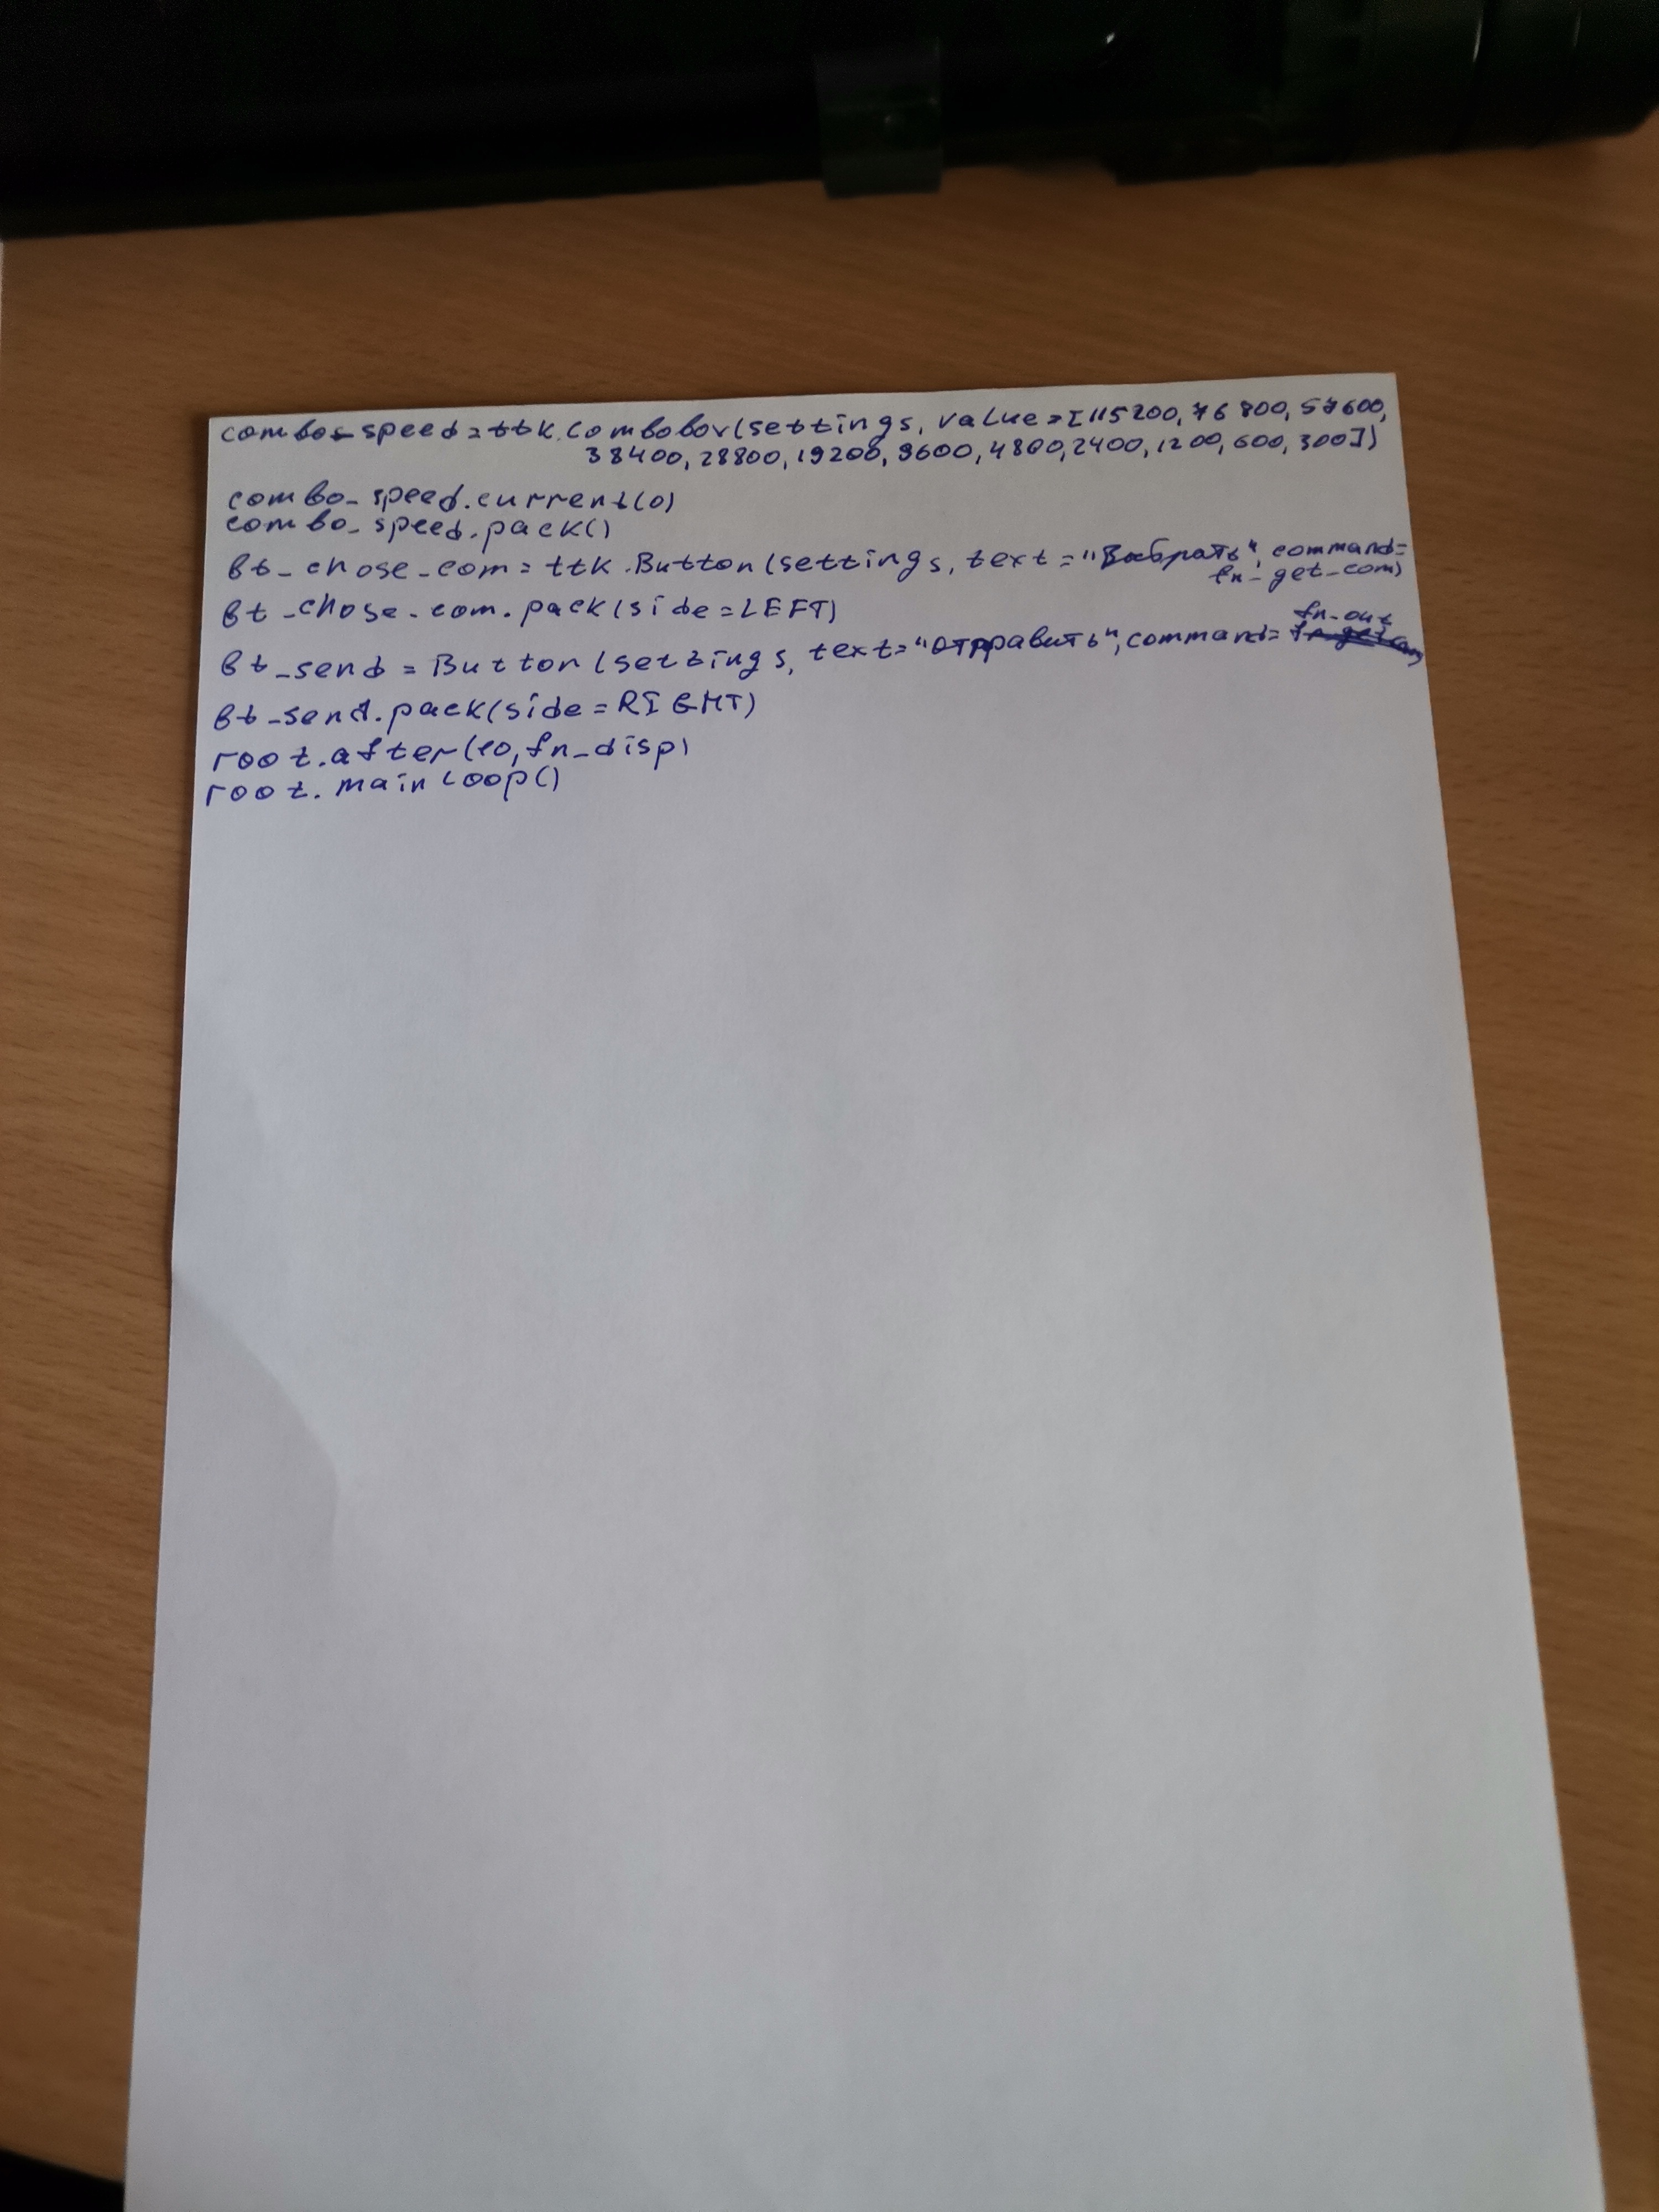 combo_speed=ttk.Combobox(settings, value=[115200, 76800, 57600,
38400, 28800, 19200, 9600, 4800, 2400, 1200, 600, 300])
combo_speed.current(0)
combo_speed.pack()
bt_chose_com=ttk.Button(settings, text="Выбрать", command=
fn_get_com)
bt_chose_com.pack(side=LEFT)
fn_out
bt_send=Button(settings, text="Отправить", command=
bt_send.pack(side=RIGHT)
root.after(10, fn_disp)
root.mainloop()